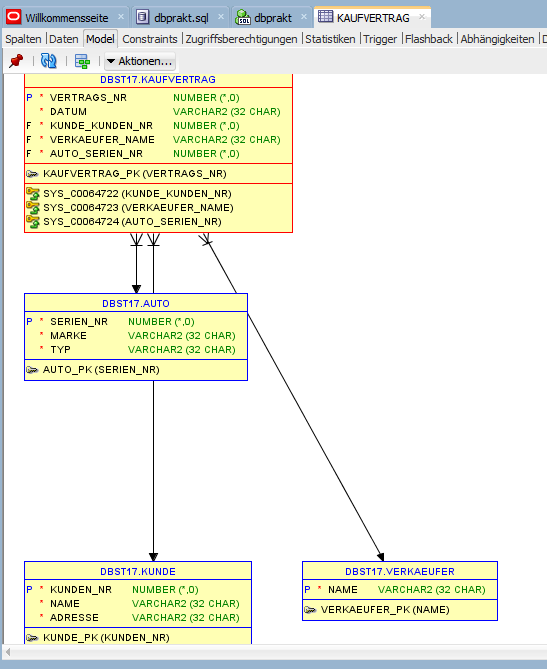 Willkommensseite dbprakt.sql dbprakt KAUFVERTRAG
Spalten Daten Model Constraints Zugriffsberechtigungen Statistiken Trigger Flashback Abhängigkeiten D
Aktionen...
DBST17.KAUFVERTRAG
P * VERTRAGS_NR NUMBER (*,0)
* DATUM VARCHAR2 (32 CHAR)
F * KUNDE_KUNDEN_NR NUMBER (*,0)
F * VERKAEUFER_NAME VARCHAR2 (32 CHAR)
F * AUTO_SERIEN_NR NUMBER (*,0)
KAUFVERTRAG_PK (VERTRAGS_NR)
SYS_C0064722 (KUNDE_KUNDEN_NR)
SYS_C0064723 (VERKAEUFER_NAME)
SYS_C0064724 (AUTO_SERIEN_NR)
DBST17.AUTO
P * SERIEN_NR NUMBER (*,0)
* MARKE VARCHAR2 (32 CHAR)
* TYP VARCHAR2 (32 CHAR)
AUTO_PK (SERIEN_NR)
DBST17.KUNDE
P * KUNDEN_NR NUMBER (*,0)
* NAME VARCHAR2 (32 CHAR)
* ADRESSE VARCHAR2 (32 CHAR)
KUNDE_PK (KUNDEN_NR)
DBST17.VERKAEUFER
P * NAME VARCHAR2 (32 CHAR)
VERKAEUFER_PK (NAME)